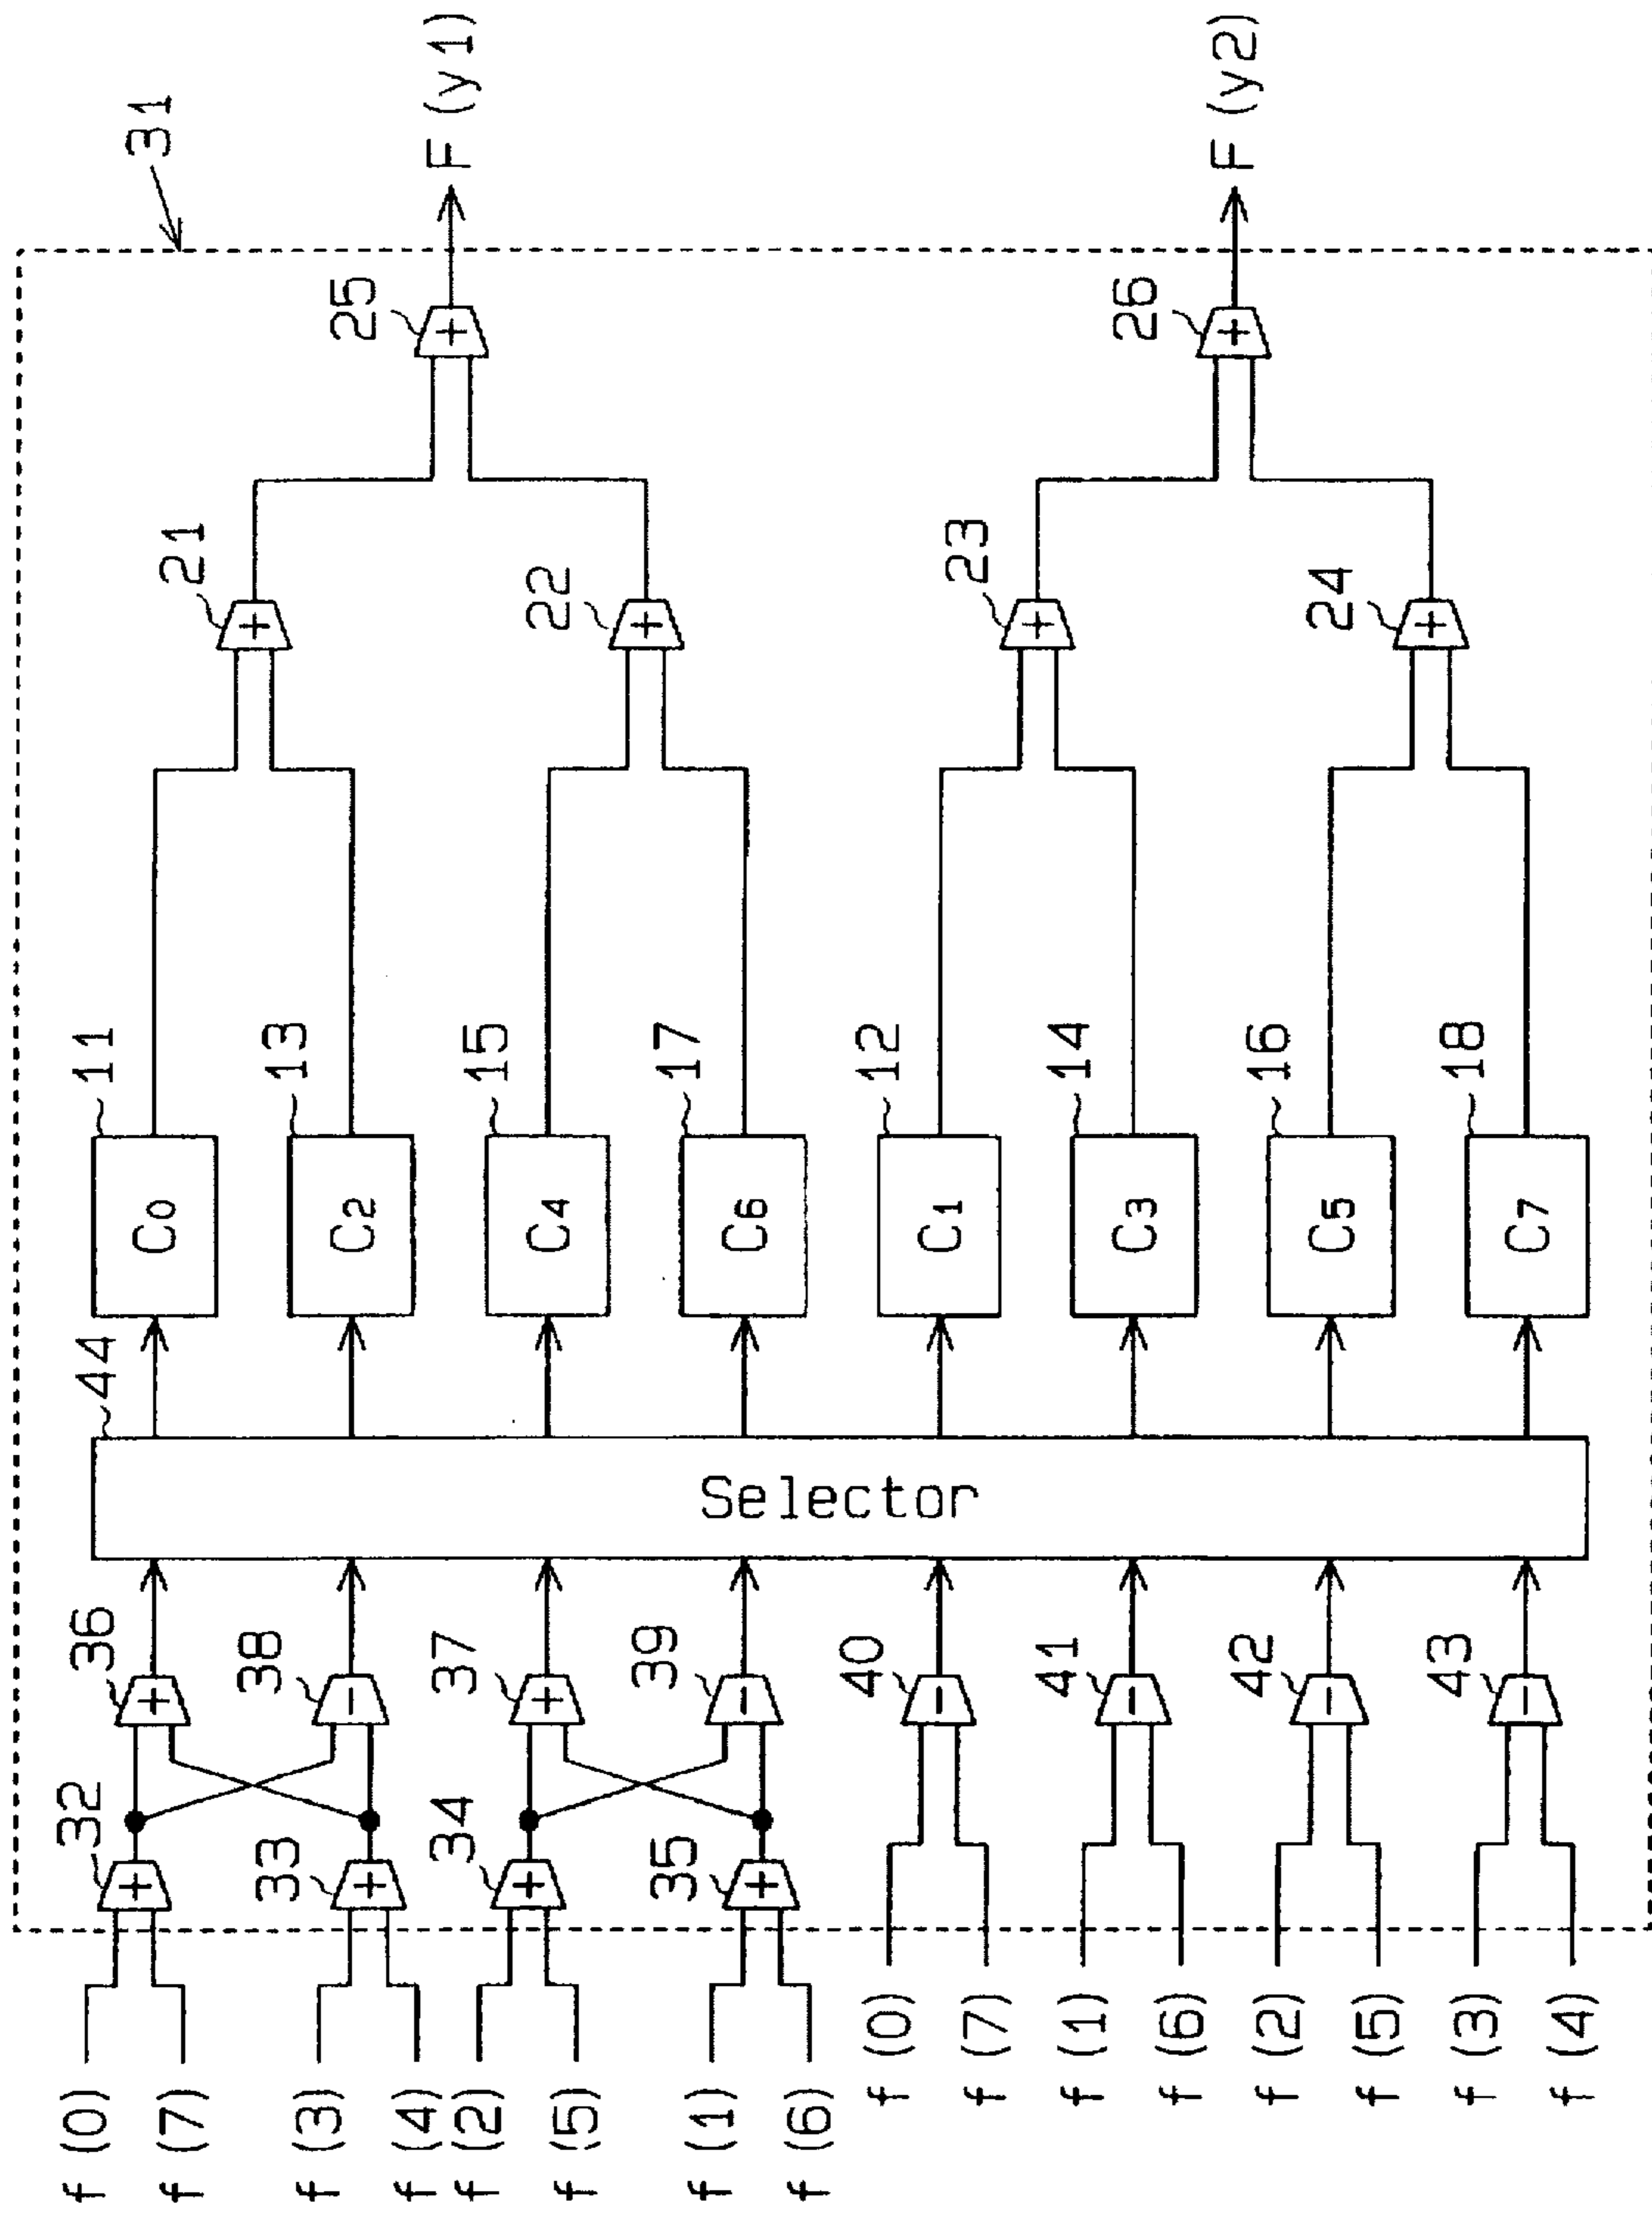 31
f (0)
f (7)
f (3)
f (4)
f (2)
f (5)
f (1)
f (6)
f (0)
f (7)
f (1)
f (6)
f (2)
f (5)
f (3)
f (4)
32 +
33 +
34 +
35 +
36 +
38 −
37 +
39 −
40 −
41 −
42 −
43 −
44
Selector
11
C0
13
C2
15
C4
17
C6
12
C1
14
C3
16
C5
18
C7
21 +
22 +
23 +
24 +
25 +
26 +
F (y1)
F (y2)